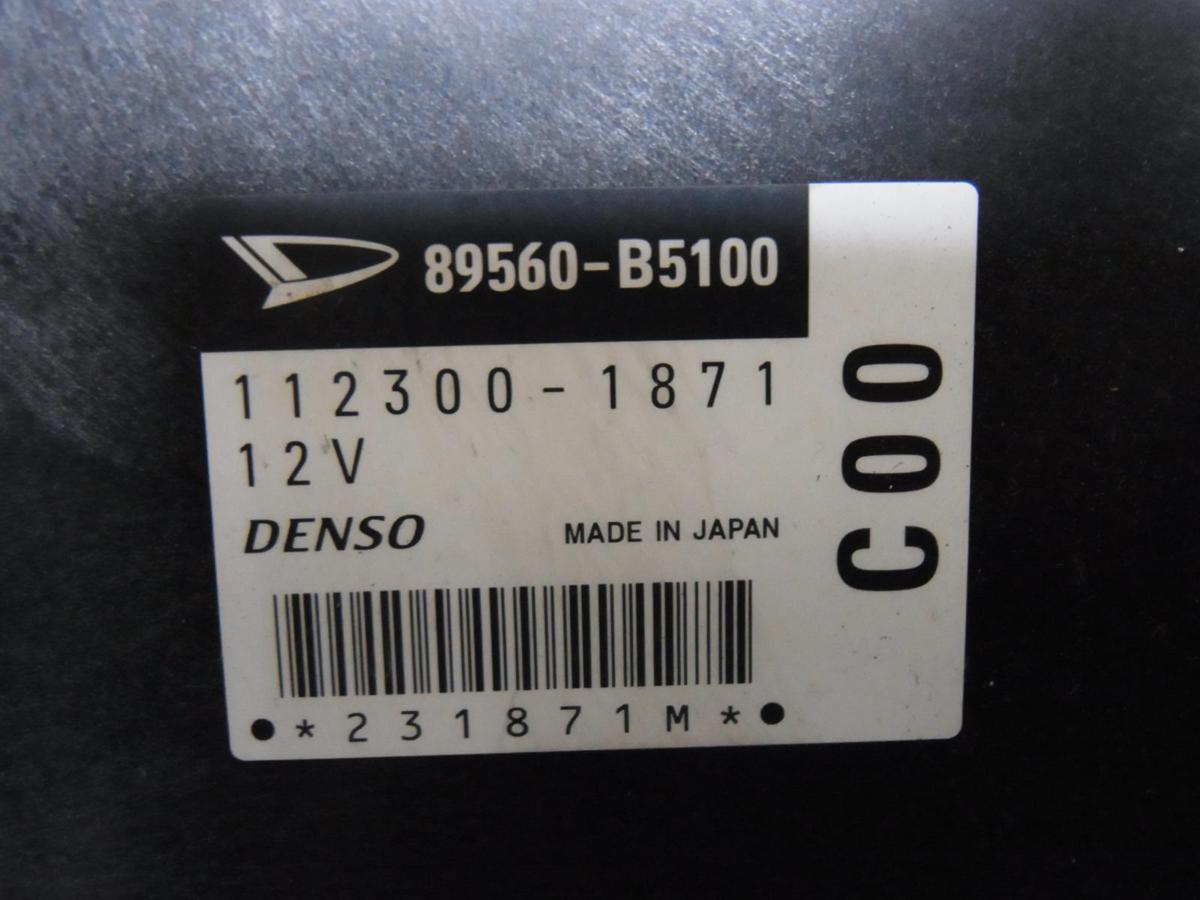 89560-B5100
112300-1871
12V
DENSO MADE IN JAPAN
*231871M*
C00